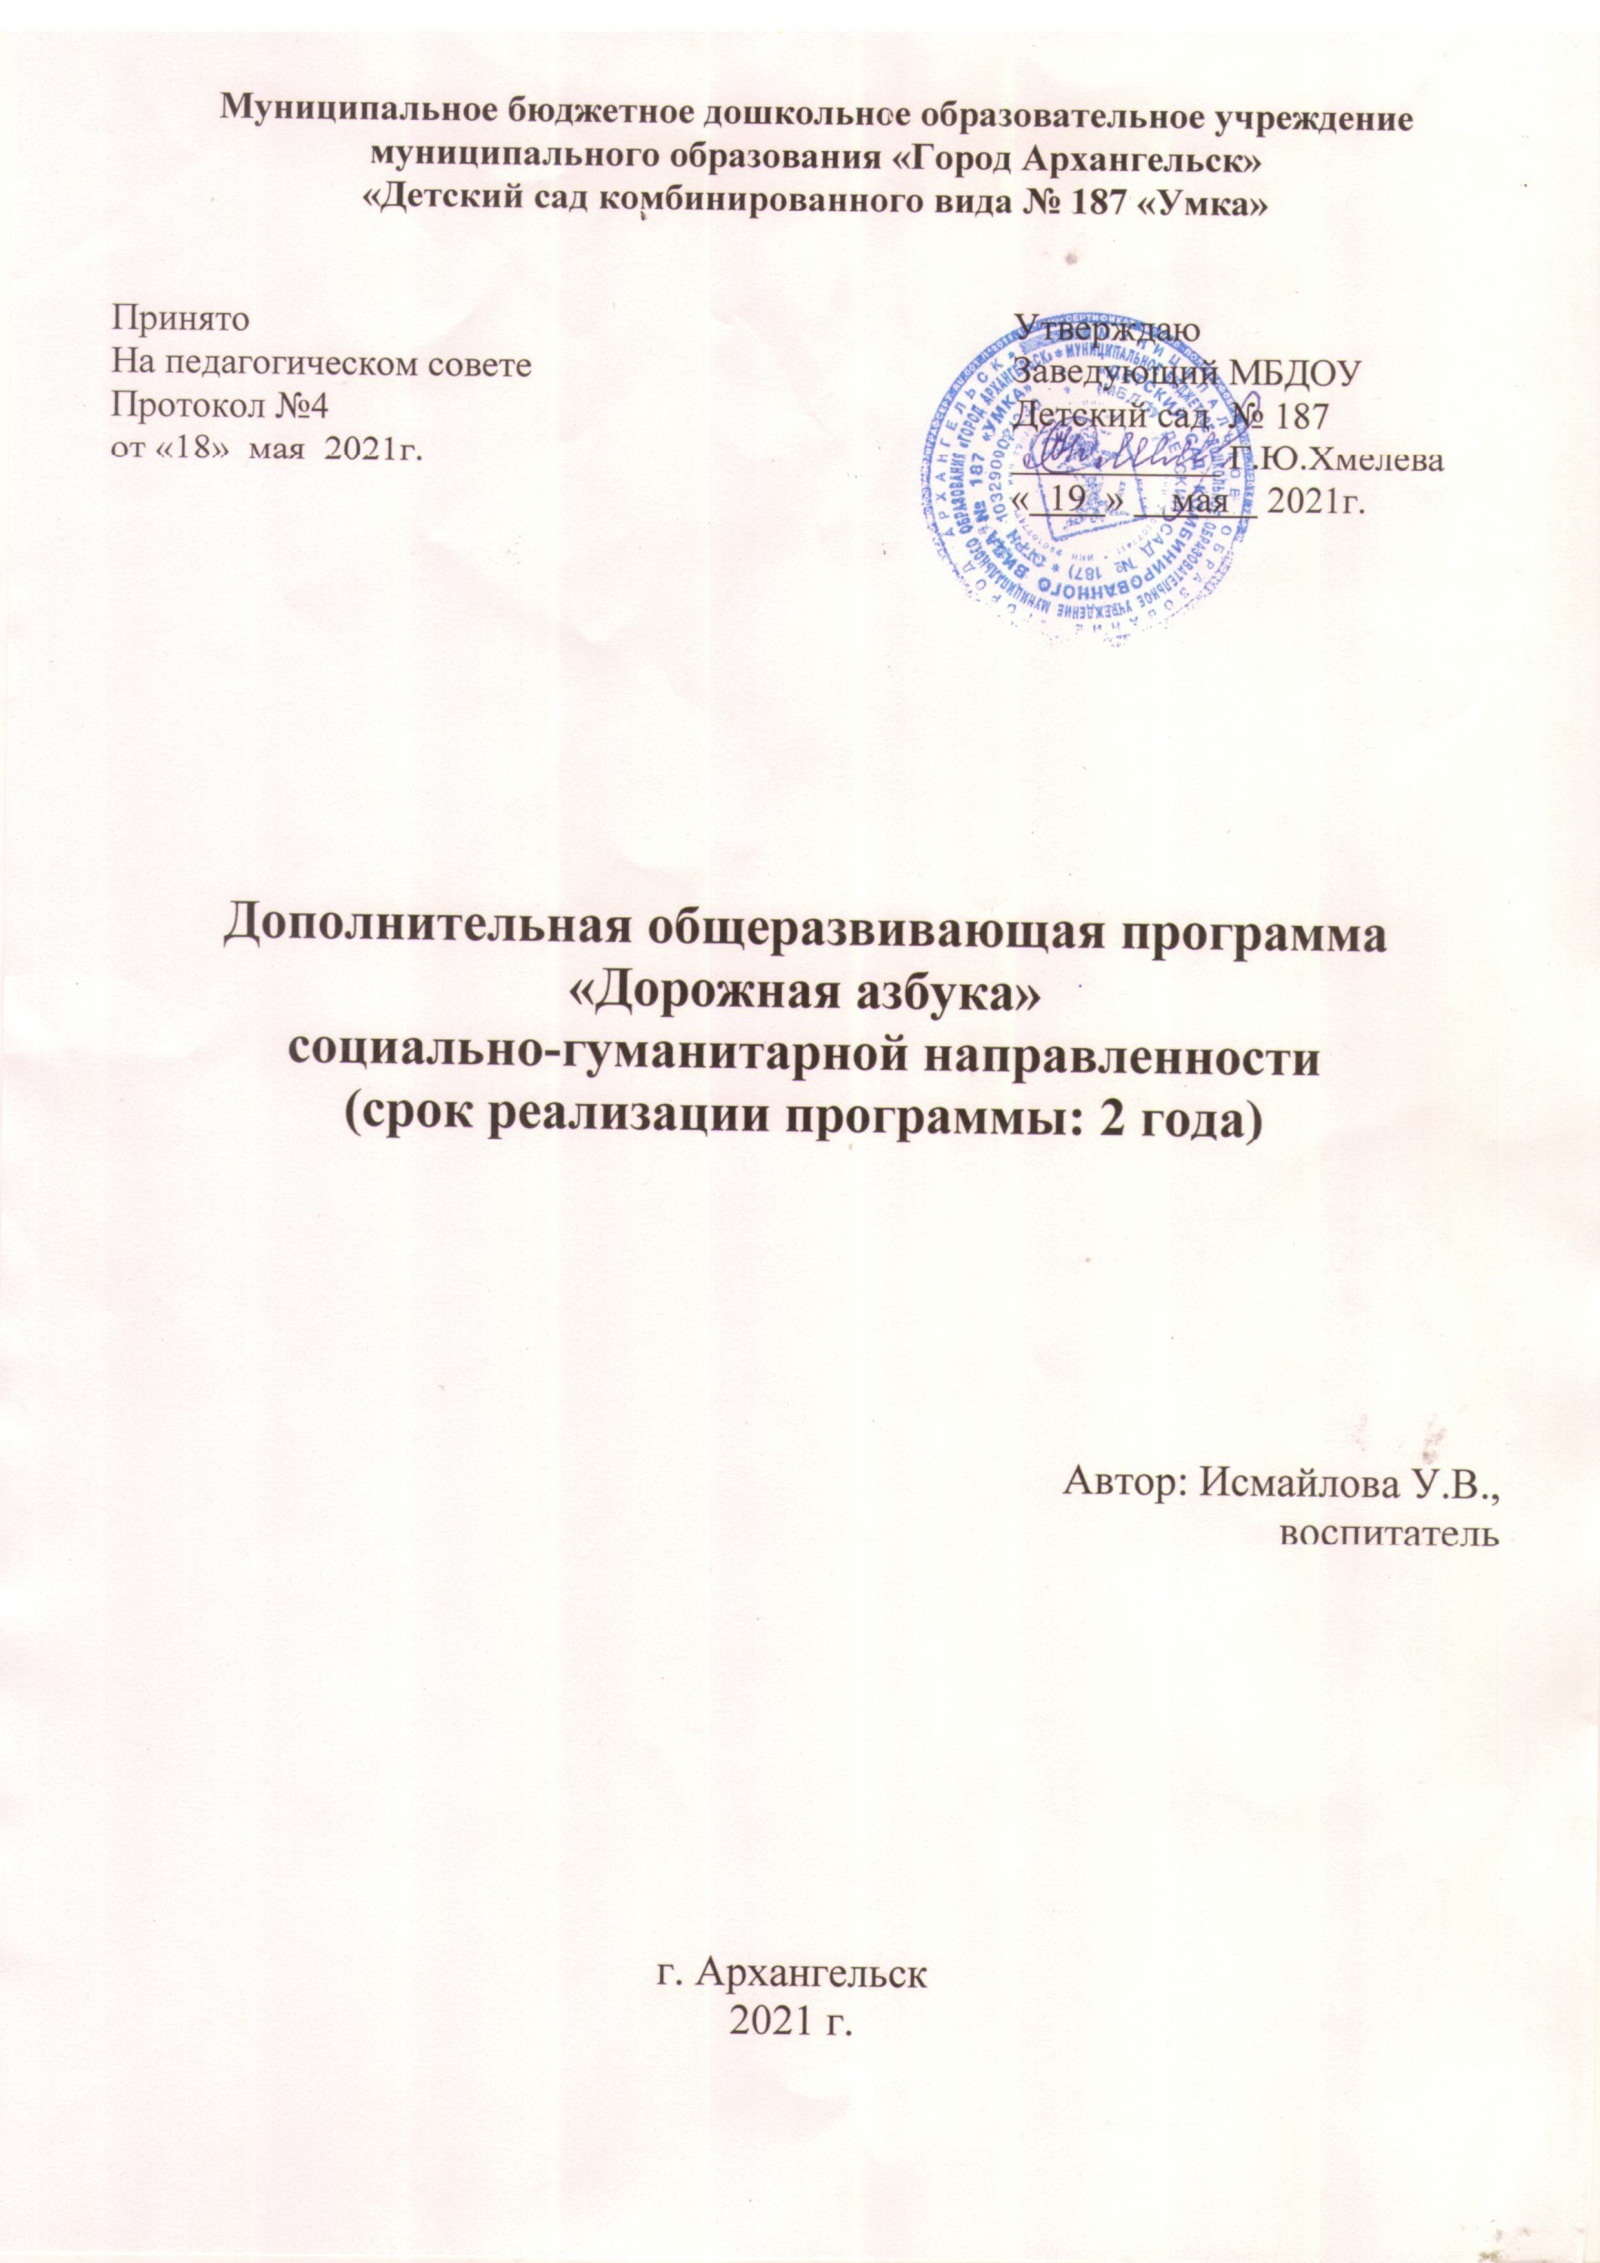 Муниципальное бюджетное дошкольное образовательное учреждение
муниципального образования «Город Архангельск»
«Детский сад комбинированного вида № 187 «Умка»
Принято
На педагогическом совете
Протокол №4
от «18» мая 2021г.
Утверждаю
Заведующий МБДОУ
Детский сад № 187
Г.Ю.Хмелева
« 19 » мая 2021г.
Дополнительная общеразвивающая программа
«Дорожная азбука»
социально-гуманитарной направленности
(срок реализации программы: 2 года)
Автор: Исмайлова У.В.,
воспитатель
г. Архангельск
2021 г.